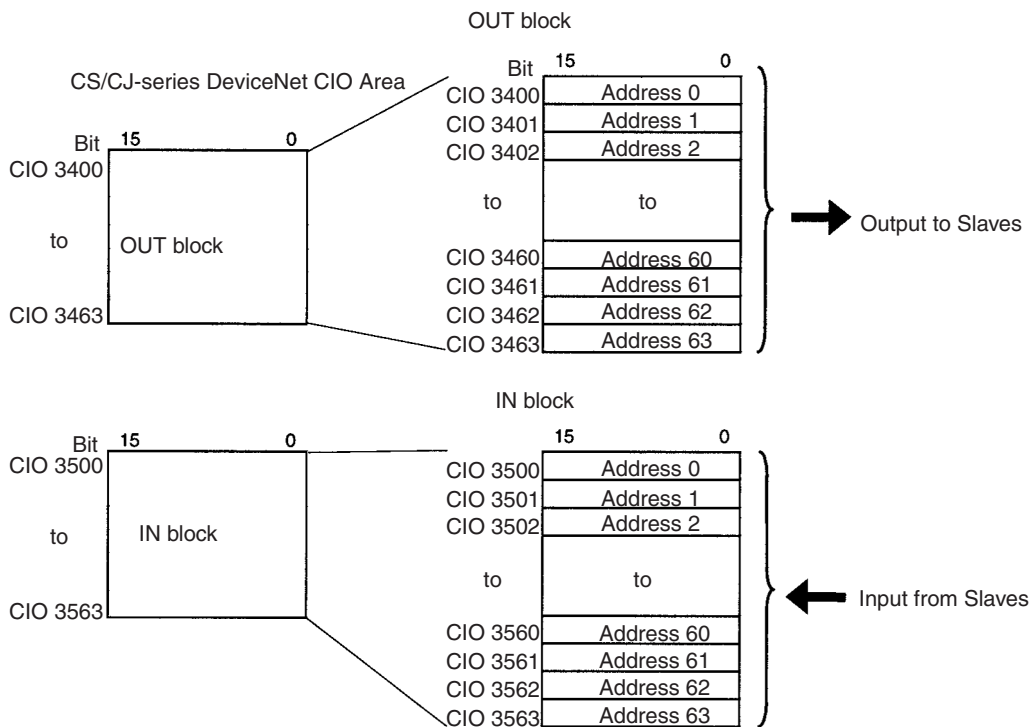 OUT block
CS/CJ-series DeviceNet CIO Area
Bit 15 0
CIO 3400
to
OUT block
CIO 3463
Bit 15 0
CIO 3400 Address 0
CIO 3401 Address 1
CIO 3402 Address 2
to to
CIO 3460 Address 60
CIO 3461 Address 61
CIO 3462 Address 62
CIO 3463 Address 63
Output to Slaves
IN block
Bit 15 0
CIO 3500
to
IN block
CIO 3563
15 0
CIO 3500 Address 0
CIO 3501 Address 1
CIO 3502 Address 2
to to
CIO 3560 Address 60
CIO 3561 Address 61
CIO 3562 Address 62
CIO 3563 Address 63
Input from Slaves